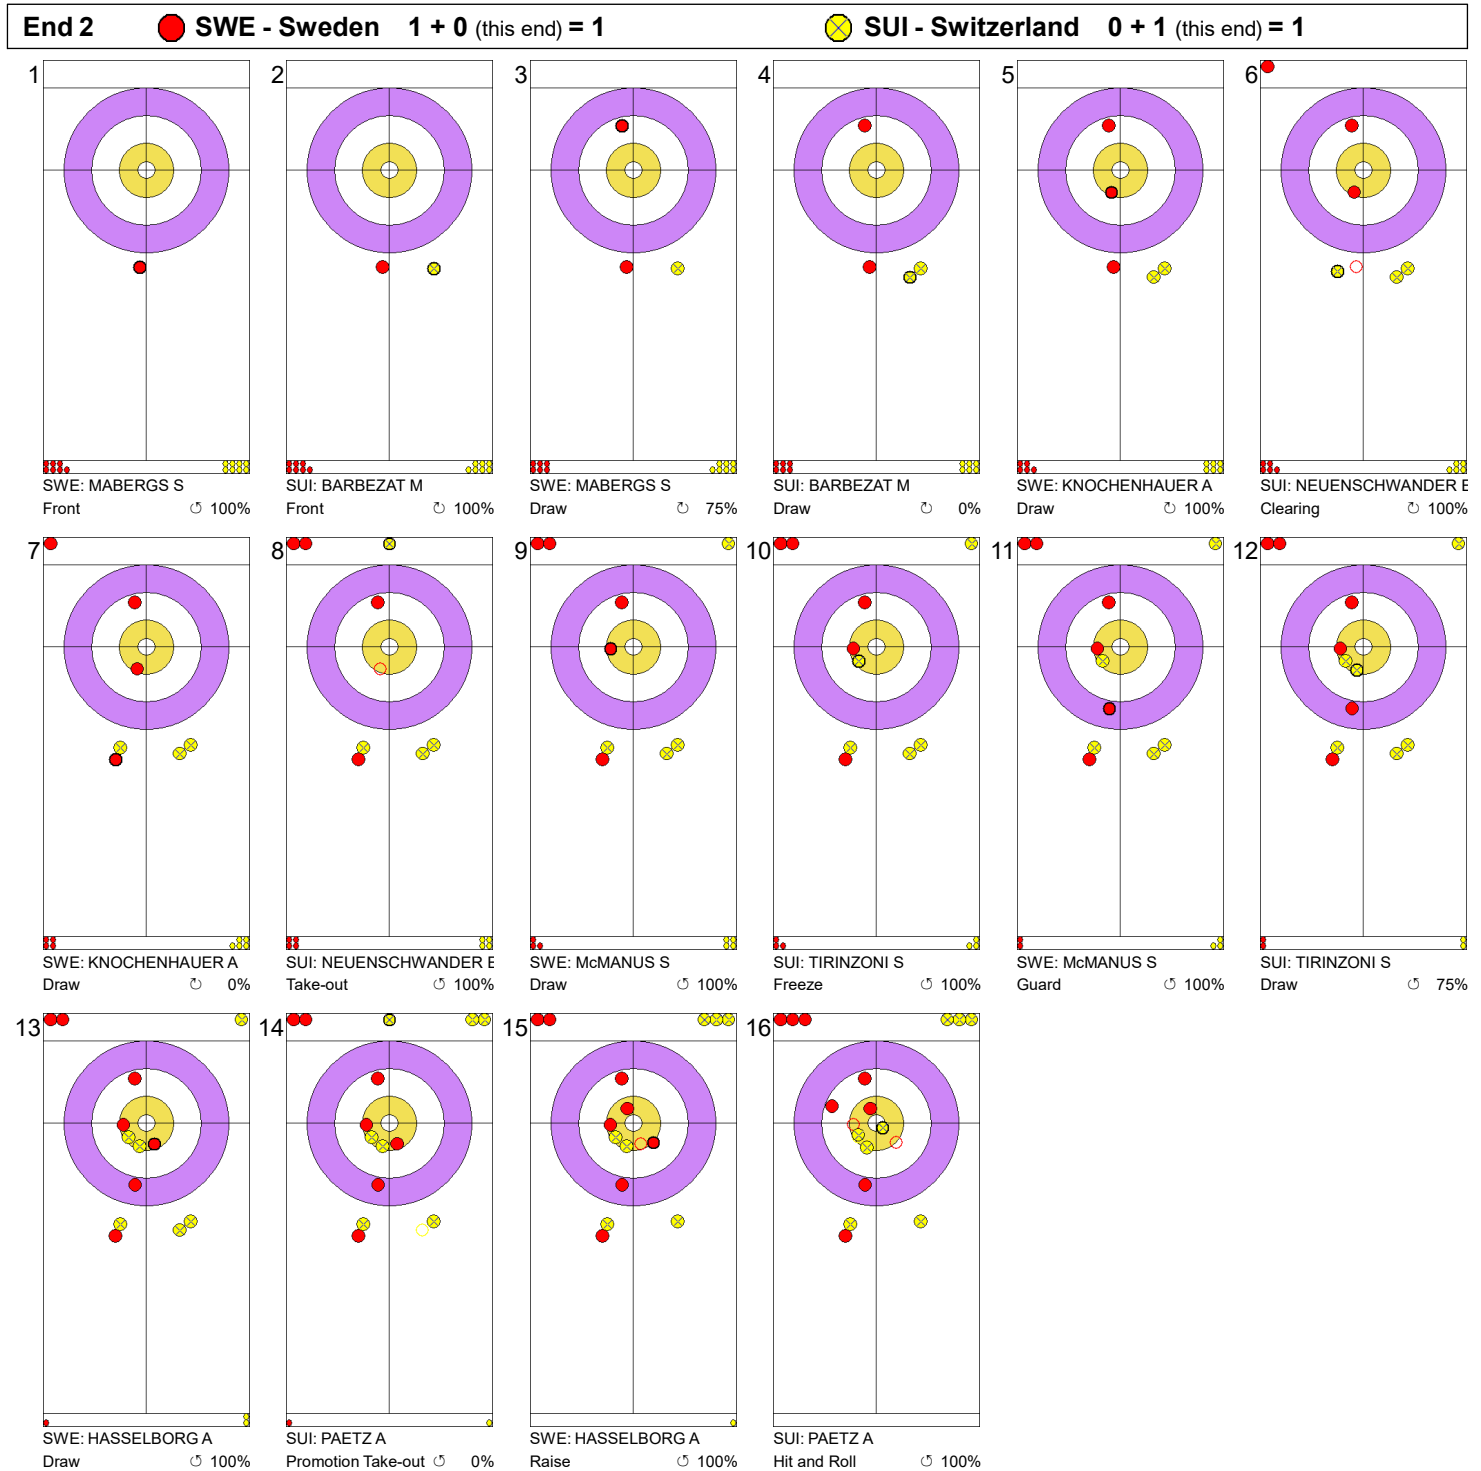 End 2 SWE - Sweden 1 + 0 (this end) = 1 SUI - Switzerland 0 + 1 (this end) = 1
1 2 3 4 5 6
SWE: MABERGS S SUI: BARBEZAT M SWE: MABERGS S SUI: BARBEZAT M SWE: KNOCHENHAUER A SUI: NEUENSCHWANDER E
Front ↺ 100% Front ↻ 100% Draw ↻ 75% Draw ↻ 0% Draw ↻ 100% Clearing ↻ 100%
7 8 9 10 11 12
SWE: KNOCHENHAUER A SUI: NEUENSCHWANDER E SWE: McMANUS S SUI: TIRINZONI S SWE: McMANUS S SUI: TIRINZONI S
Draw ↻ 0% Take-out ↺ 100% Draw ↺ 100% Freeze ↺ 100% Guard ↺ 100% Draw ↺ 75%
13 14 15 16
SWE: HASSELBORG A SUI: PAETZ A SWE: HASSELBORG A SUI: PAETZ A
Draw ↺ 100% Promotion Take-out ↺ 0% Raise ↺ 100% Hit and Roll ↺ 100%